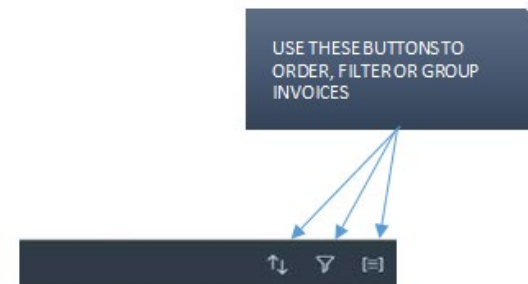 USE THESE BUTTONS TO
ORDER, FILTER OR GROUP
INVOICES